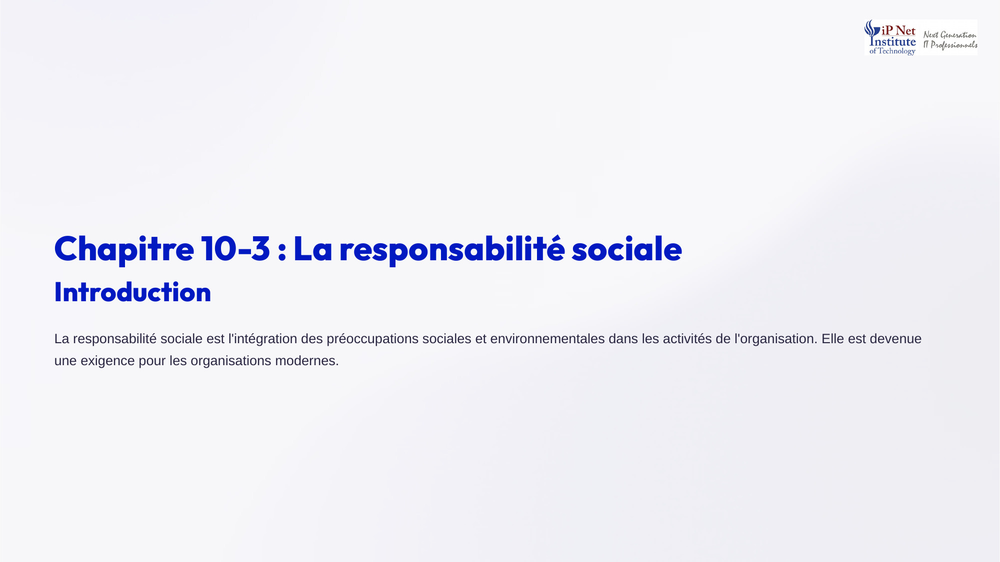 iP Net
Institute
of Technology
Next Generation
IT Professionnels
Chapitre 10-3 : La responsabilité sociale
Introduction
La responsabilité sociale est l'intégration des préoccupations sociales et environnementales dans les activités de l'organisation. Elle est devenue
une exigence pour les organisations modernes.